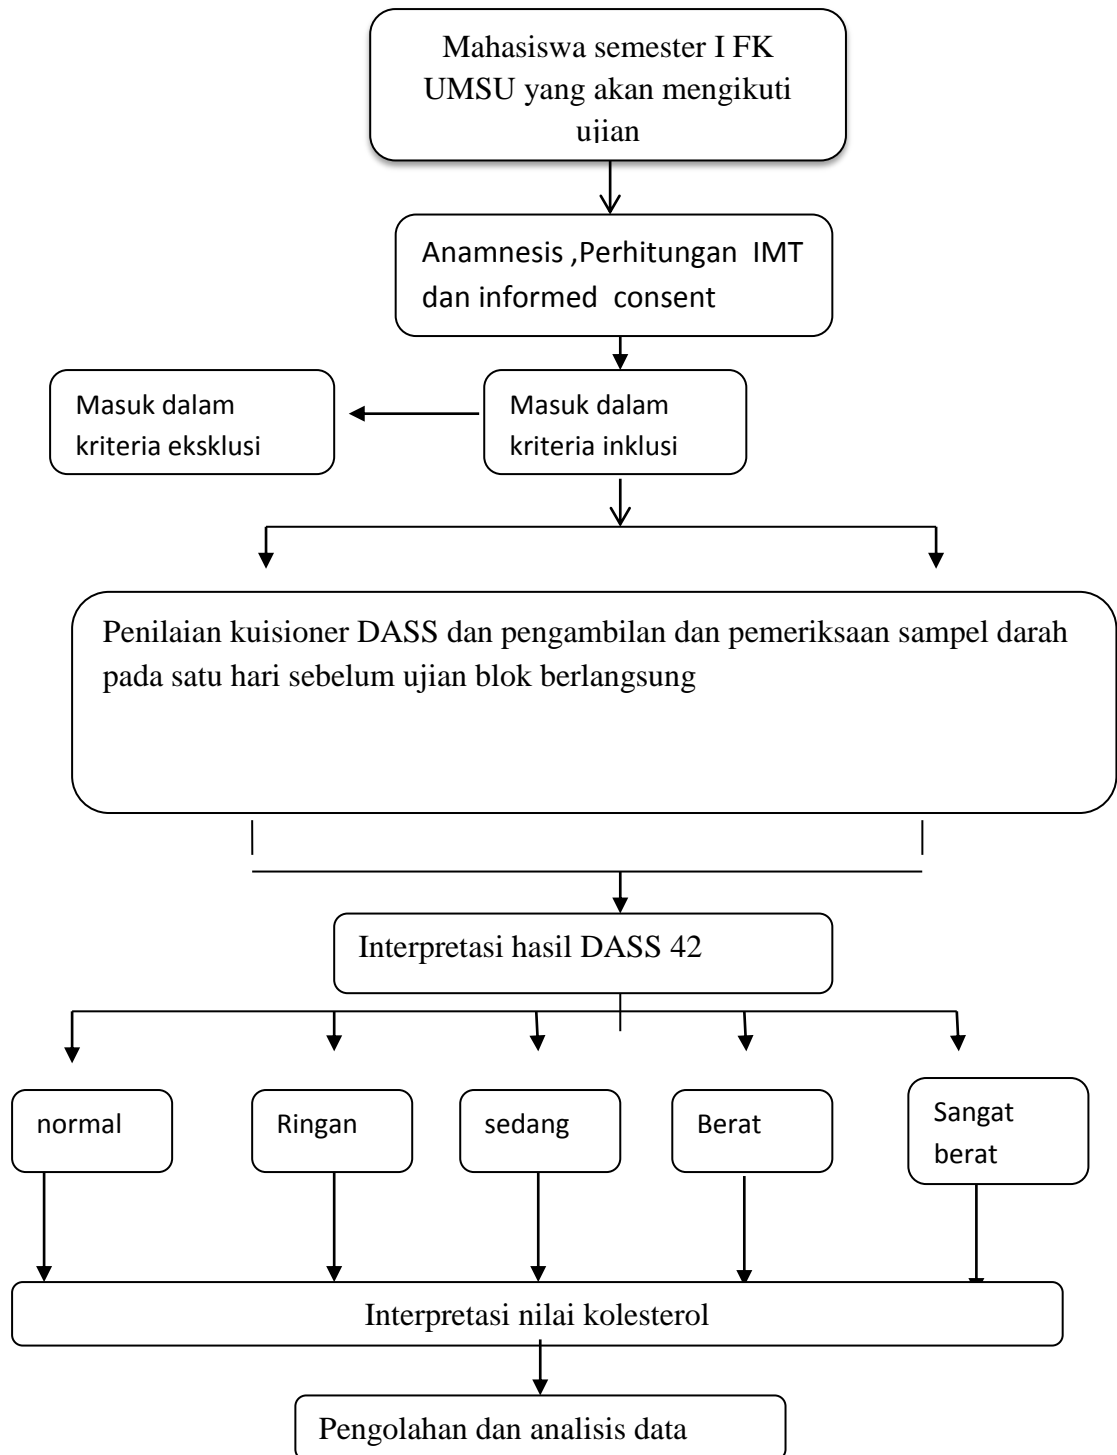 Mahasiswa semester I FK
UMSU yang akan mengikuti
ujian
Anamnesis ,Perhitungan IMT
dan informed consent
Masuk dalam
kriteria eksklusi
Masuk dalam
kriteria inklusi
Penilaian kuisioner DASS dan pengambilan dan pemeriksaan sampel darah
pada satu hari sebelum ujian blok berlangsung
Interpretasi hasil DASS 42
normal
Ringan
sedang
Berat
Sangat
berat
Interpretasi nilai kolesterol
Pengolahan dan analisis data